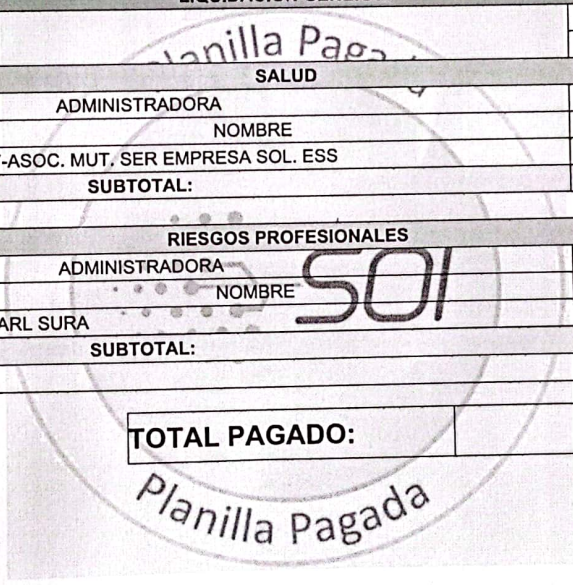 Planilla Pagada
SALUD
ADMINISTRADORA
NOMBRE
-ASOC. MUT. SER EMPRESA SOL. ESS
SUBTOTAL:
RIESGOS PROFESIONALES
ADMINISTRADORA
NOMBRE
SOI
ARL SURA
SUBTOTAL:
TOTAL PAGADO:
Planilla Pagada